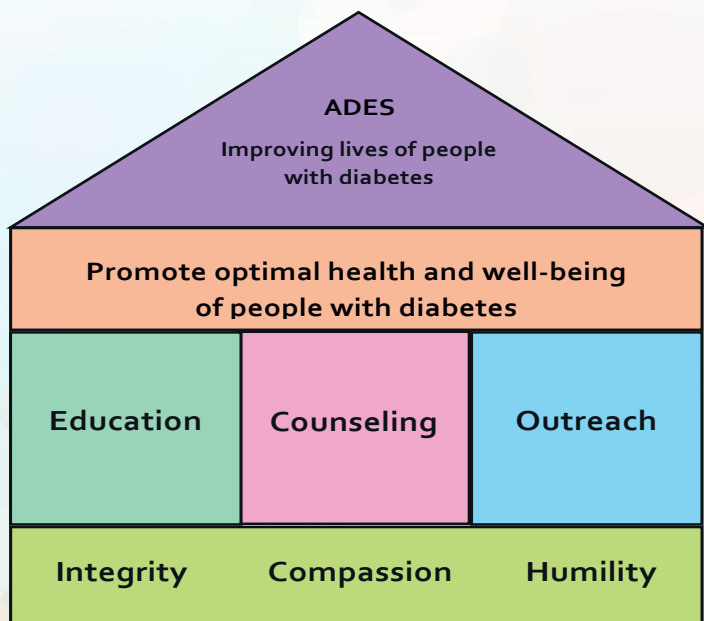 ADES
Improving lives of people
with diabetes
Promote optimal health and well-being
of people with diabetes
Education Counseling Outreach
Integrity Compassion Humility